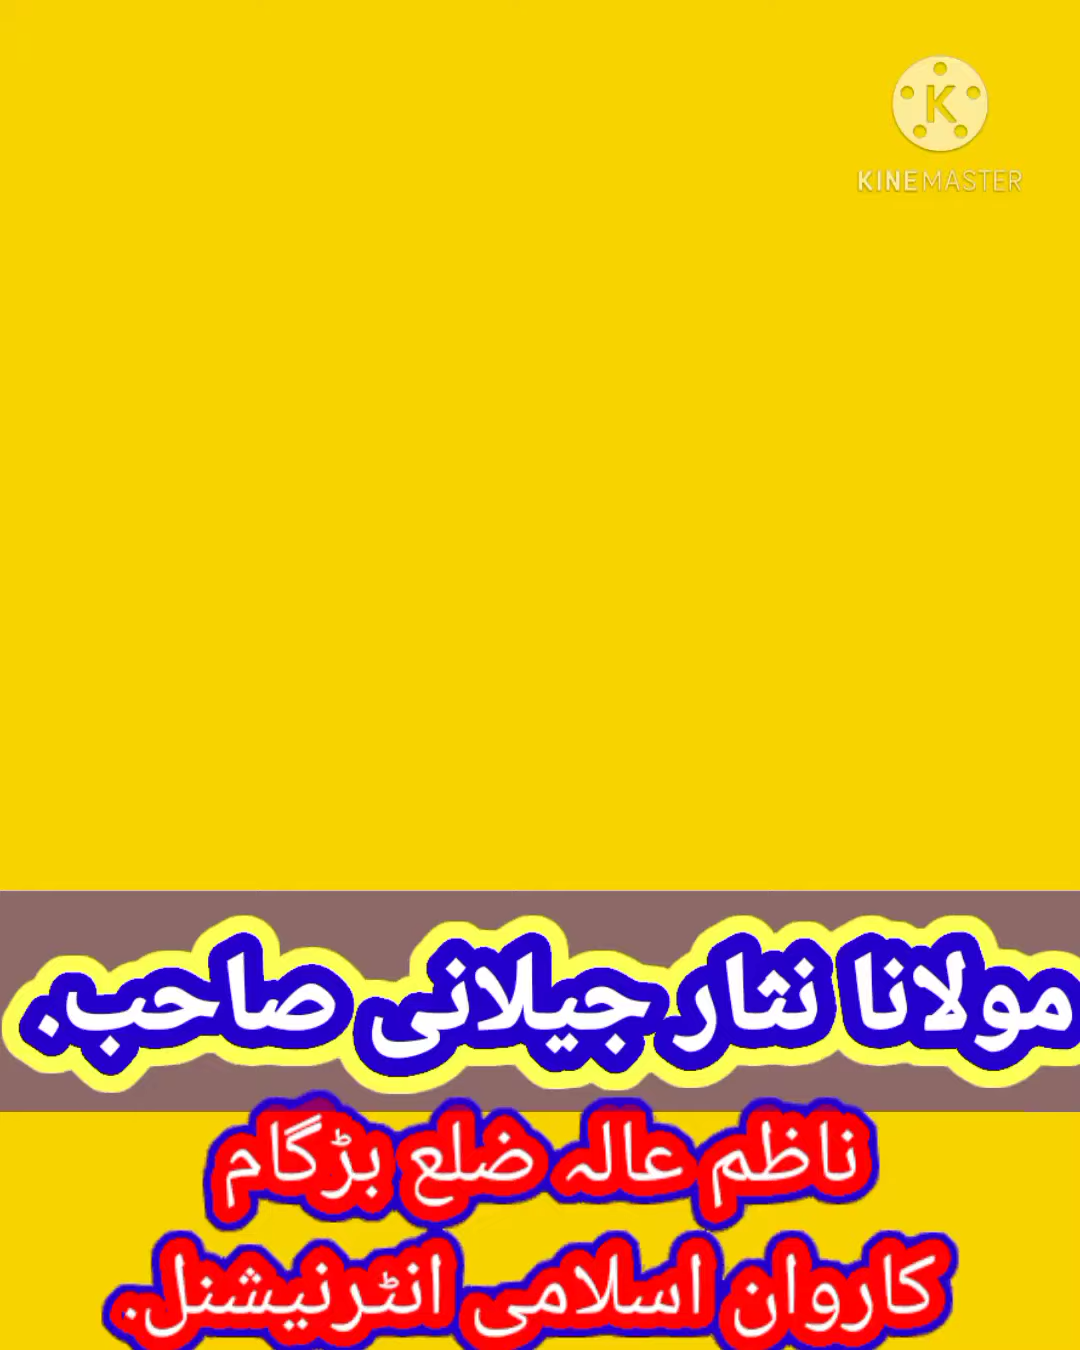 KINEMASTER
مولانا نثار جیلانی صاحب.
ناظم عالہ ضلع بڑگام
کاروان اسلامی انٹرنیشنل.